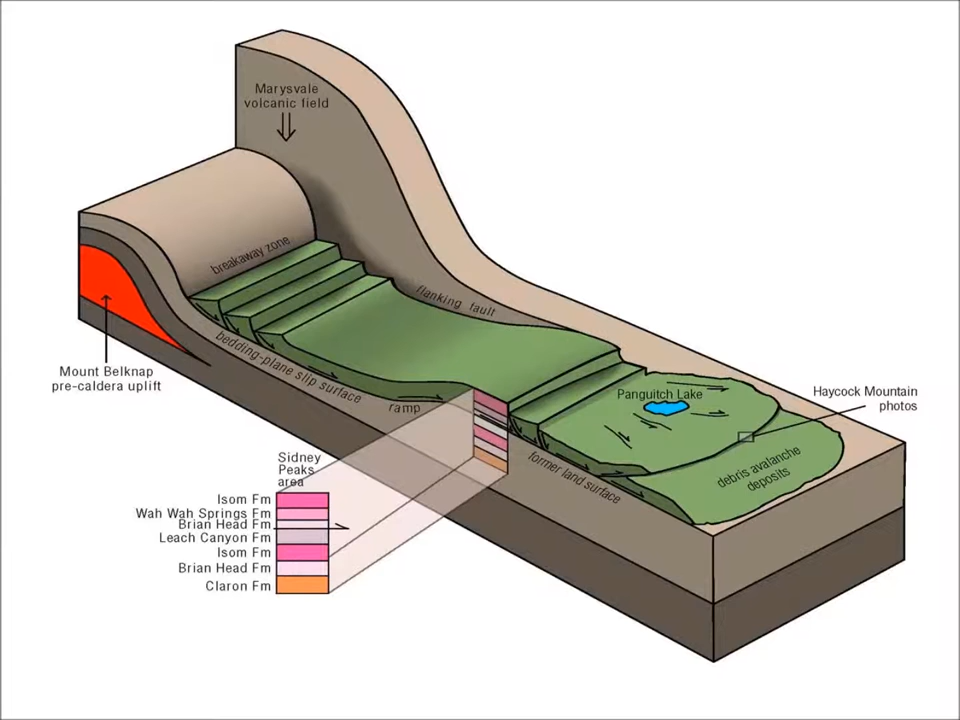 Marysvale
volcanic field
breakaway zone
flanking fault
Mount Belknap
pre-caldera uplift
bedding-plane slip surface
ramp
Panguitch Lake
Haycock Mountain
photos
debris avalanche
deposits
former land surface
Sidney
Peaks
area
Isom Fm
Wah Wah Springs Fm
Brian Head Fm
Leach Canyon Fm
Isom Fm
Brian Head Fm
Claron Fm